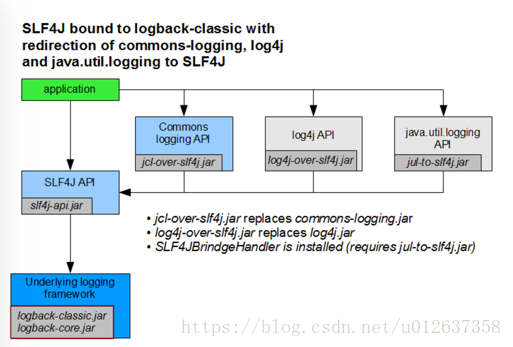 SLF4J bound to logback-classic with
redirection of commons-logging, log4j
and java.util.logging to SLF4J
application
Commons
logging API
jcl-over-slf4j.jar
log4j API
log4j-over-slf4j.jar
java.util.logging
API
jul-to-slf4j.jar
SLF4J API
slf4j-api.jar
• jcl-over-slf4j.jar replaces commons-logging.jar
• log4j-over-slf4j.jar replaces log4j.jar
• SLF4JBrindgeHandler is installed (requires jul-to-slf4j.jar)
Underlying logging
framework
logback-classic.jar
logback-core.jar
https://blog.csdn.net/u012637358